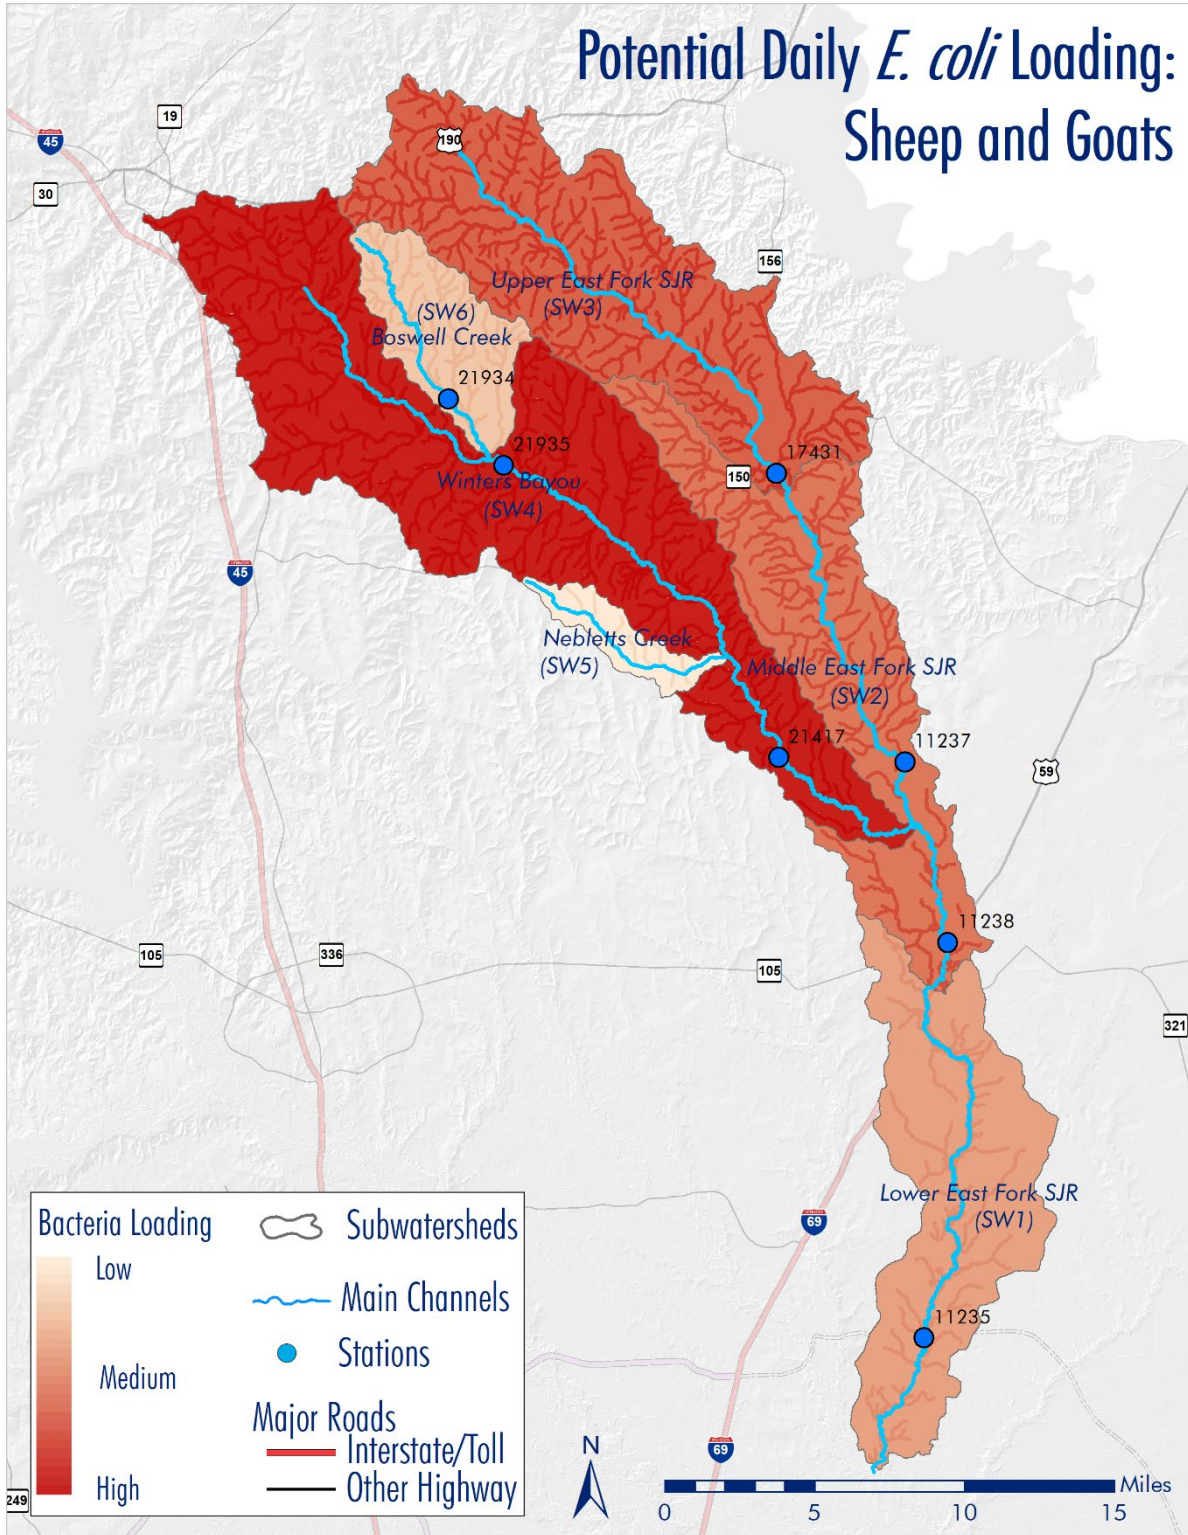 Potential Daily E. coli Loading:
Sheep and Goats
19
45
30
190
156
Upper East Fork SJR
(SW3)
(SW6)
Boswell Creek
21934
21935
17431
150
Winters Bayou
(SW4)
45
Nebletts Creek
(SW5)
Middle East Fork SJR
(SW2)
21417
11237
59
11238
105
336
105
321
Lower East Fork SJR
(SW1)
69
11235
69
249
Bacteria Loading
Low
Medium
High
Subwatersheds
Main Channels
Stations
Major Roads
Interstate/Toll
Other Highway
N
Miles
0 5 10 15